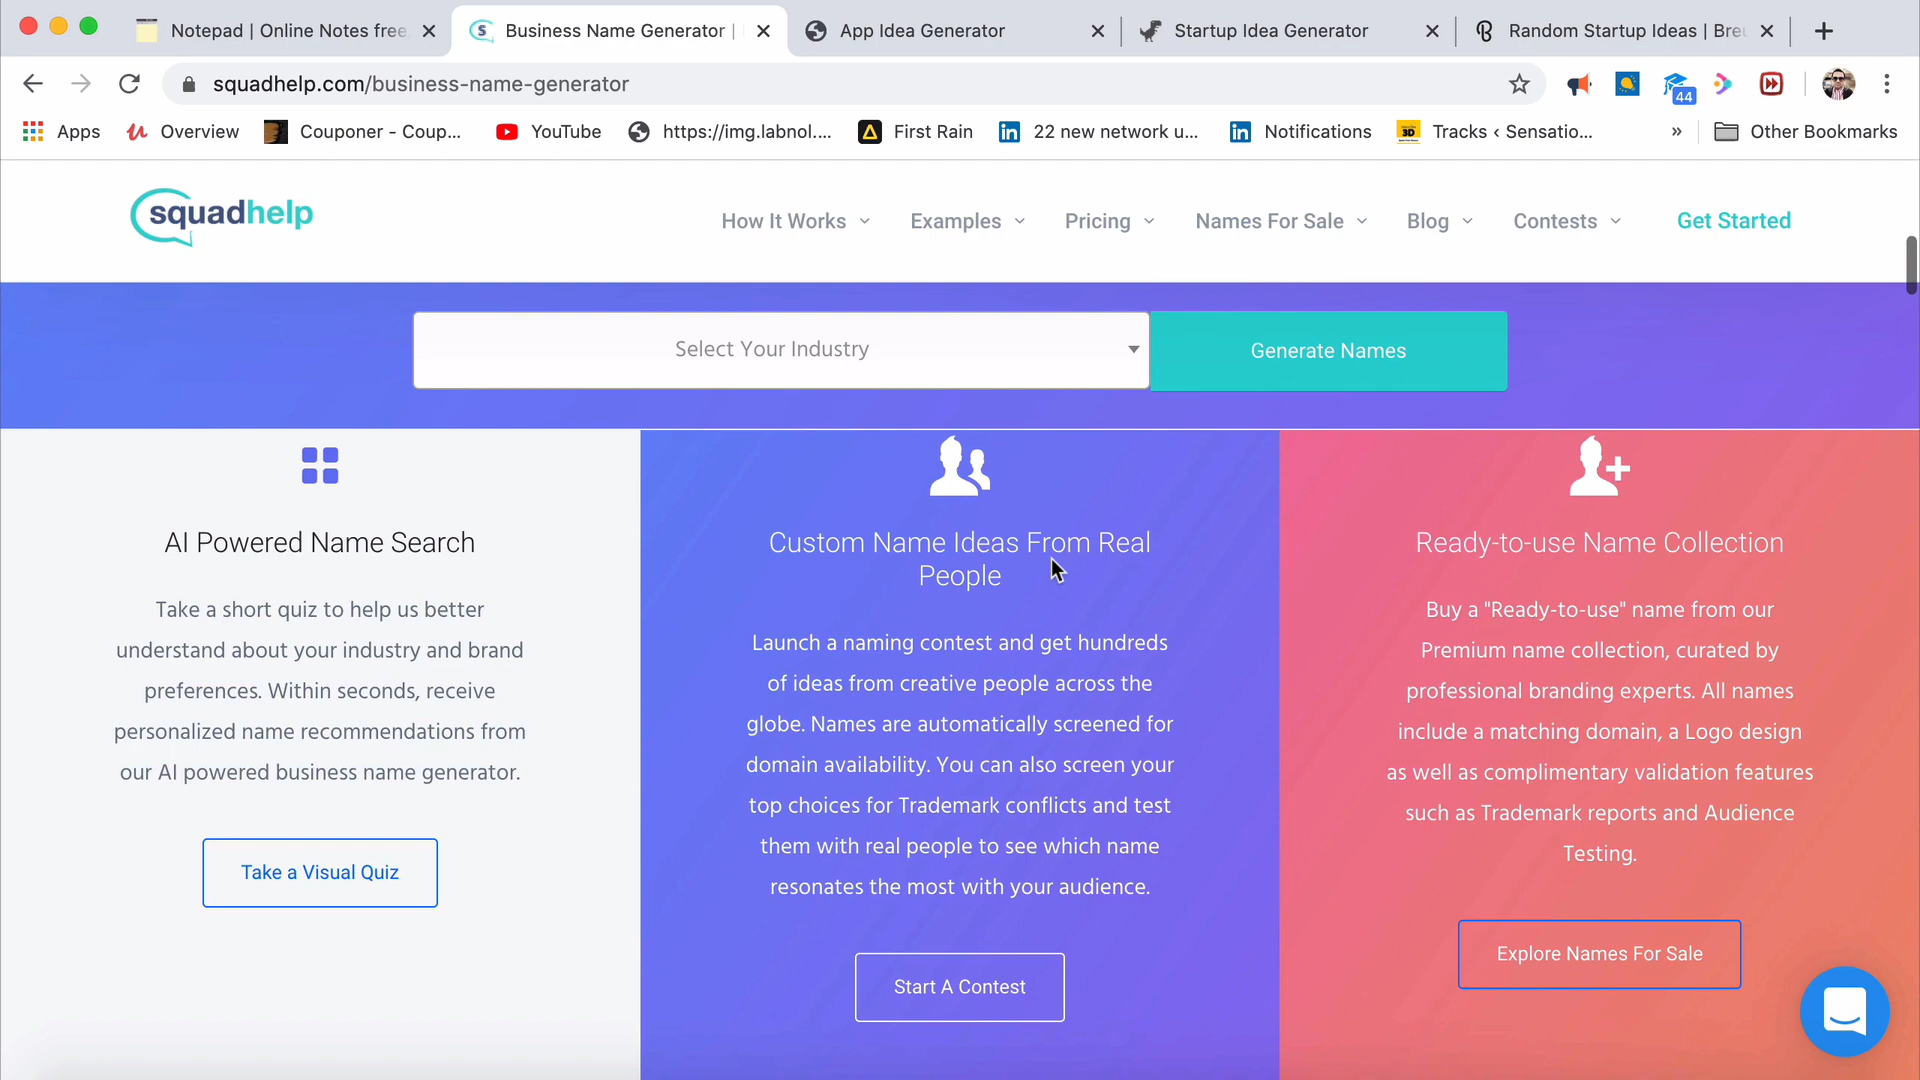 Notepad | Online Notes free
Business Name Generator |
App Idea Generator
Startup Idea Generator
Random Startup Ideas | Bre
squadhelp.com/business-name-generator
44
Apps
Overview
Couponer - Coup...
YouTube
https://img.labnol....
First Rain
22 new network u...
Notifications
3D
Tracks ‹ Sensatio...
»
Other Bookmarks
squadhelp
How It Works
Examples
Pricing
Names For Sale
Blog
Contests
Get Started
Select Your Industry
Generate Names
AI Powered Name Search
Take a short quiz to help us better
understand about your industry and brand
preferences. Within seconds, receive
personalized name recommendations from
our AI powered business name generator.
Take a Visual Quiz
Custom Name Ideas From Real
People
Launch a naming contest and get hundreds
of ideas from creative people across the
globe. Names are automatically screened for
domain availability. You can also screen your
top choices for Trademark conflicts and test
them with real people to see which name
resonates the most with your audience.
Start A Contest
Ready-to-use Name Collection
Buy a "Ready-to-use" name from our
Premium name collection, curated by
professional branding experts. All names
include a matching domain, a Logo design
as well as complimentary validation features
such as Trademark reports and Audience
Testing.
Explore Names For Sale